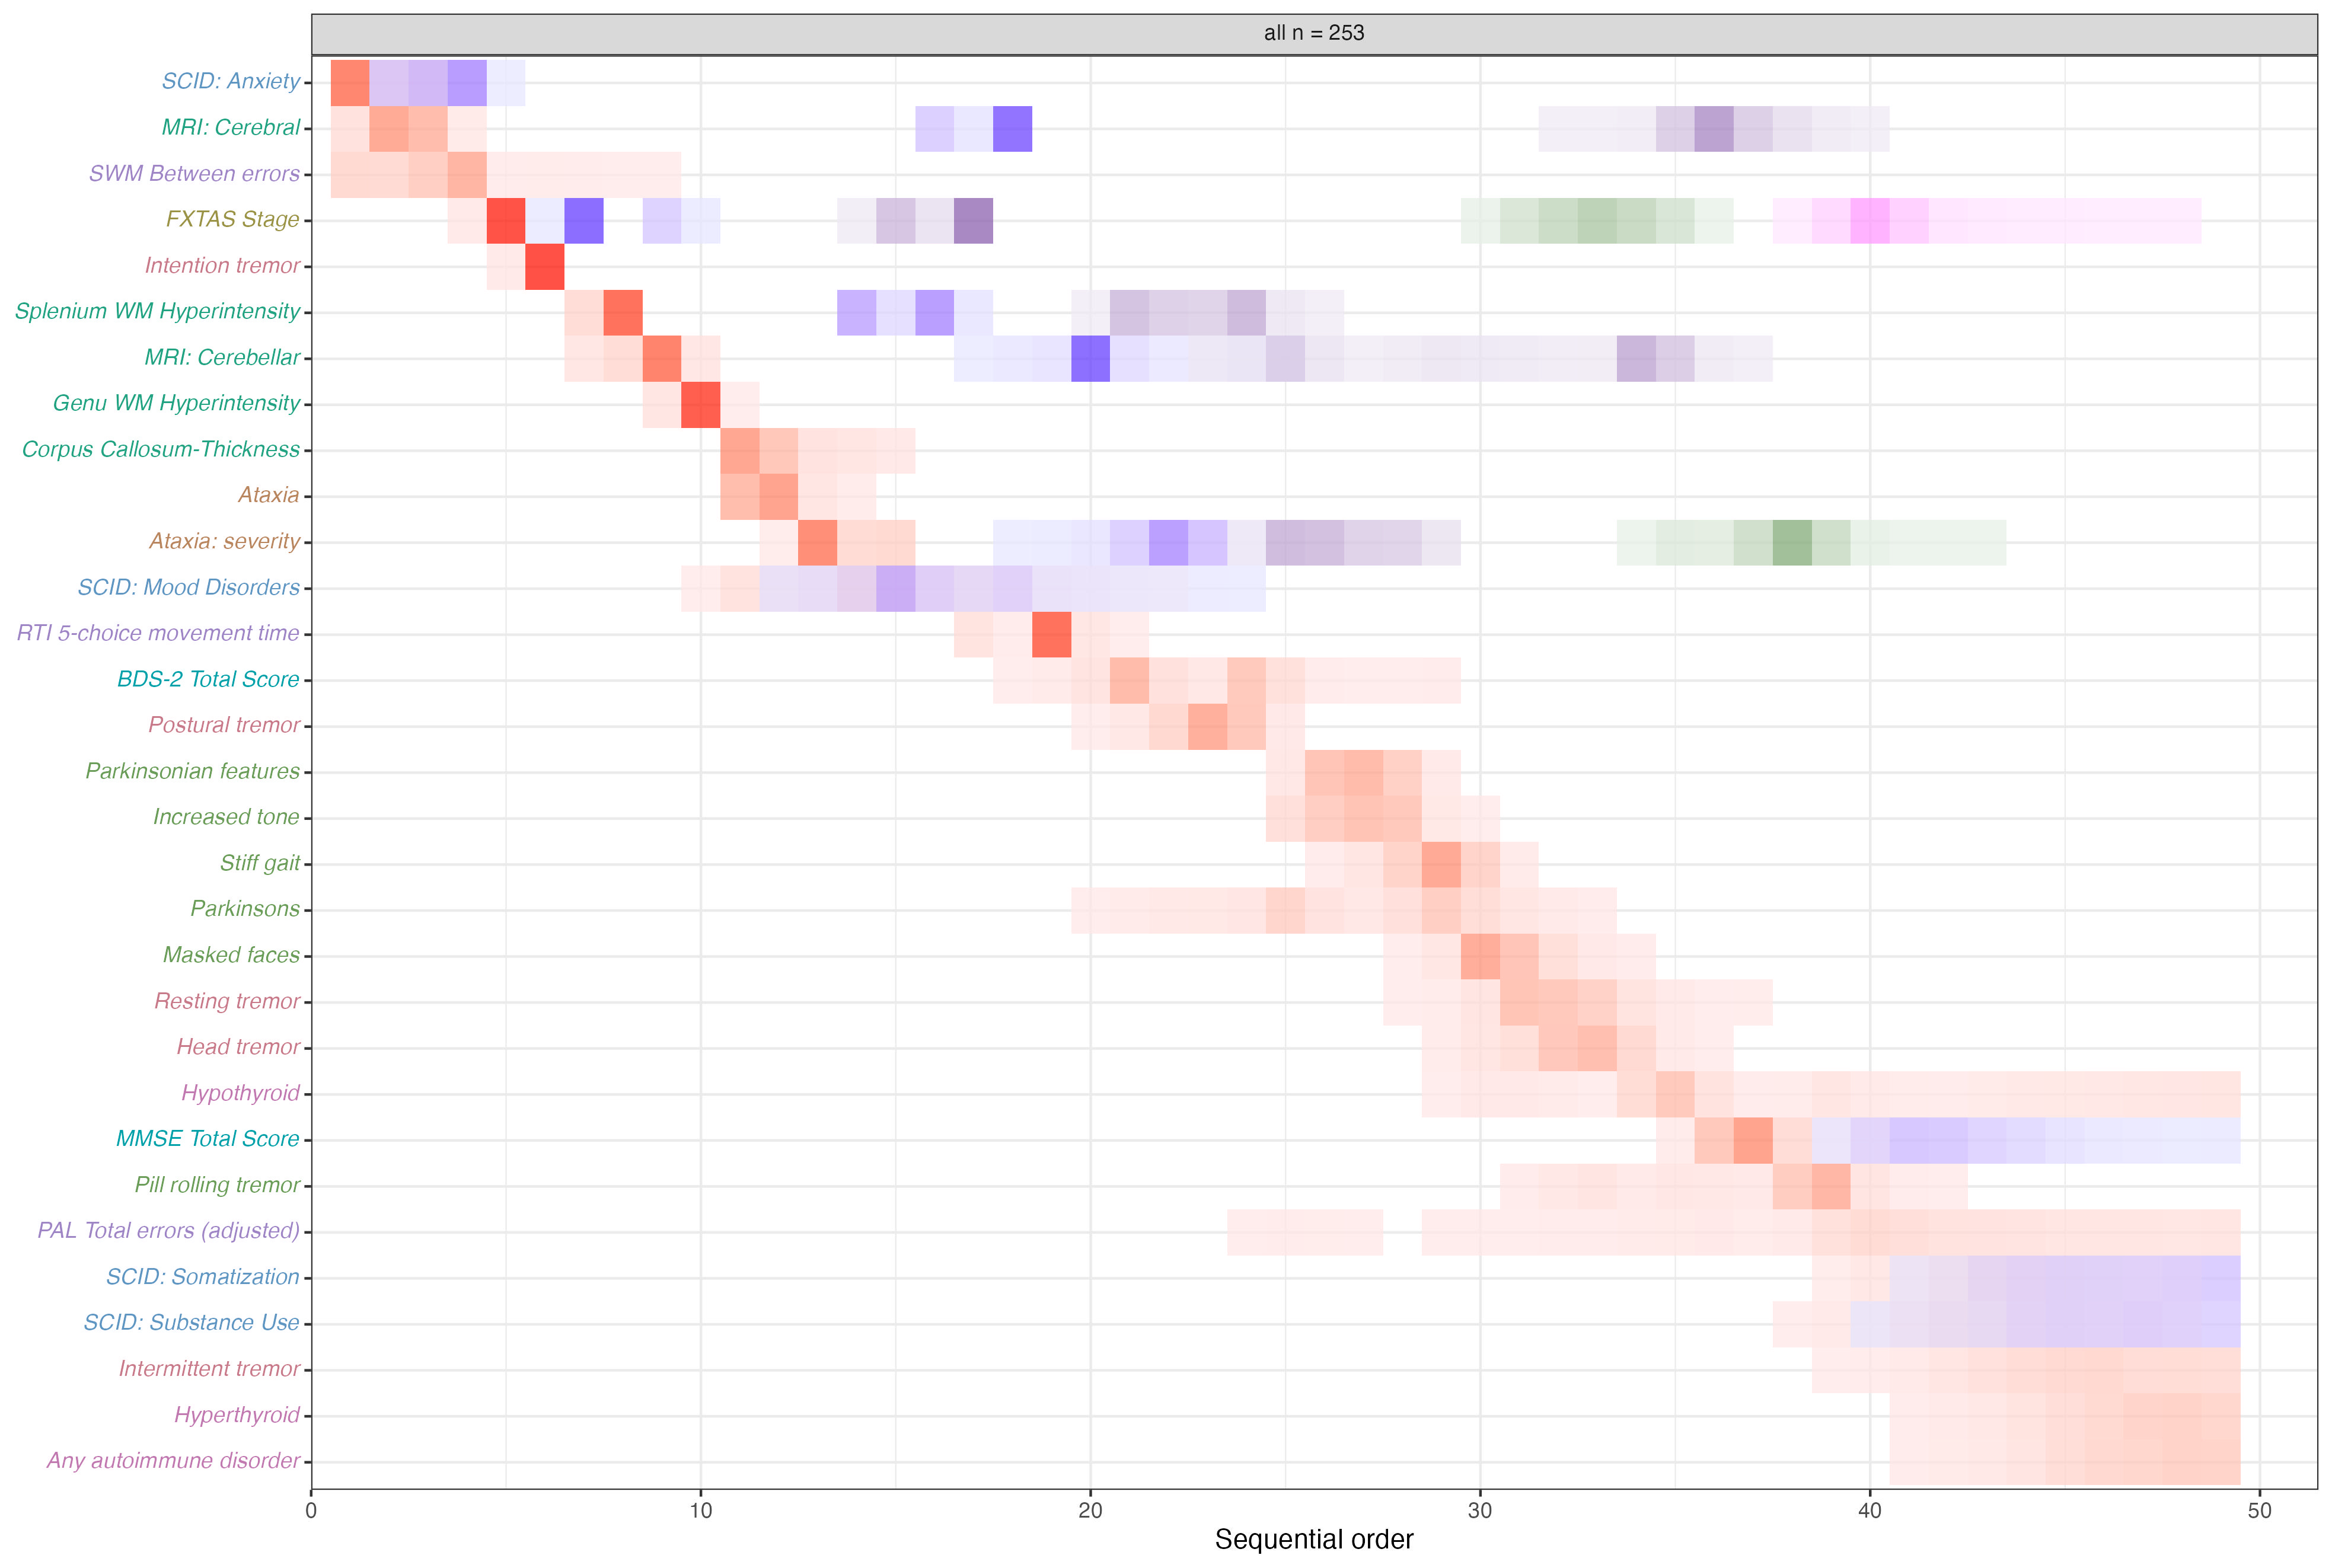 all n = 253
SCID: Anxiety
MRI: Cerebral
SWM Between errors
FXTAS Stage
Intention tremor
Splenium WM Hyperintensity
MRI: Cerebellar
Genu WM Hyperintensity
Corpus Callosum-Thickness
Ataxia
Ataxia: severity
SCID: Mood Disorders
RTI 5-choice movement time
BDS-2 Total Score
Postural tremor
Parkinsonian features
Increased tone
Stiff gait
Parkinsons
Masked faces
Resting tremor
Head tremor
Hypothyroid
MMSE Total Score
Pill rolling tremor
PAL Total errors (adjusted)
SCID: Somatization
SCID: Substance Use
Intermittent tremor
Hyperthyroid
Any autoimmune disorder
0 10 20 30 40 50
Sequential order